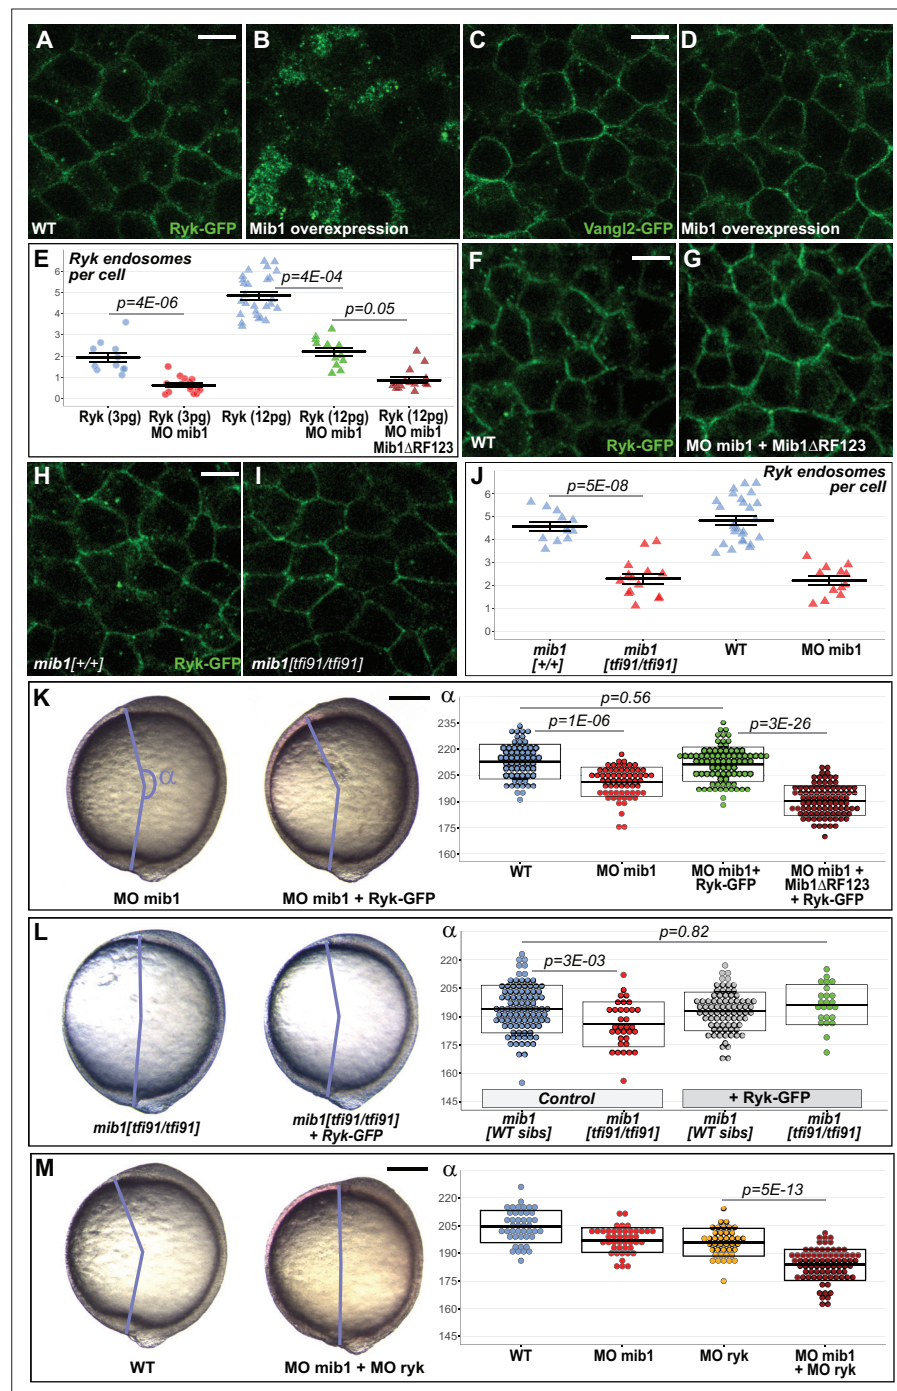 A
B
C
D
WT
Ryk-GFP
Mib1 overexpression
Vangl2-GFP
Mib1 overexpression
E
Ryk endosomes
per cell
p=4E-06
p=4E-04
p=0.05
6
5
4
3
2
1
0
Ryk (3pg)
Ryk (3pg)
MO mib1
Ryk (12pg)
Ryk (12pg)
MO mib1
Ryk (12pg)
MO mib1
Mib1ΔRF123
F
G
WT
Ryk-GFP
MO mib1 + Mib1ΔRF123
H
I
mib1[+/+]
Ryk-GFP
mib1[tfi91/tfi91]
J
Ryk endosomes
per cell
p=5E-08
6
5
4
3
2
1
0
mib1
[+/+]
mib1
[tfi91/tfi91]
WT
MO mib1
K
α
MO mib1
MO mib1 + Ryk-GFP
α
p=0.56
p=1E-06
p=3E-26
235
220
205
190
175
160
WT
MO mib1
MO mib1+
Ryk-GFP
MO mib1 +
Mib1ΔRF123
+ Ryk-GFP
L
mib1[tfi91/tfi91]
mib1[tfi91/tfi91]
+ Ryk-GFP
α
p=0.82
p=3E-03
220
205
190
175
160
145
Control
+ Ryk-GFP
mib1
[WT sibs]
mib1
[tfi91/tfi91]
mib1
[WT sibs]
mib1
[tfi91/tfi91]
M
WT
MO mib1 + MO ryk
α
p=5E-13
220
205
190
175
160
145
WT
MO mib1
MO ryk
MO mib1
+ MO ryk